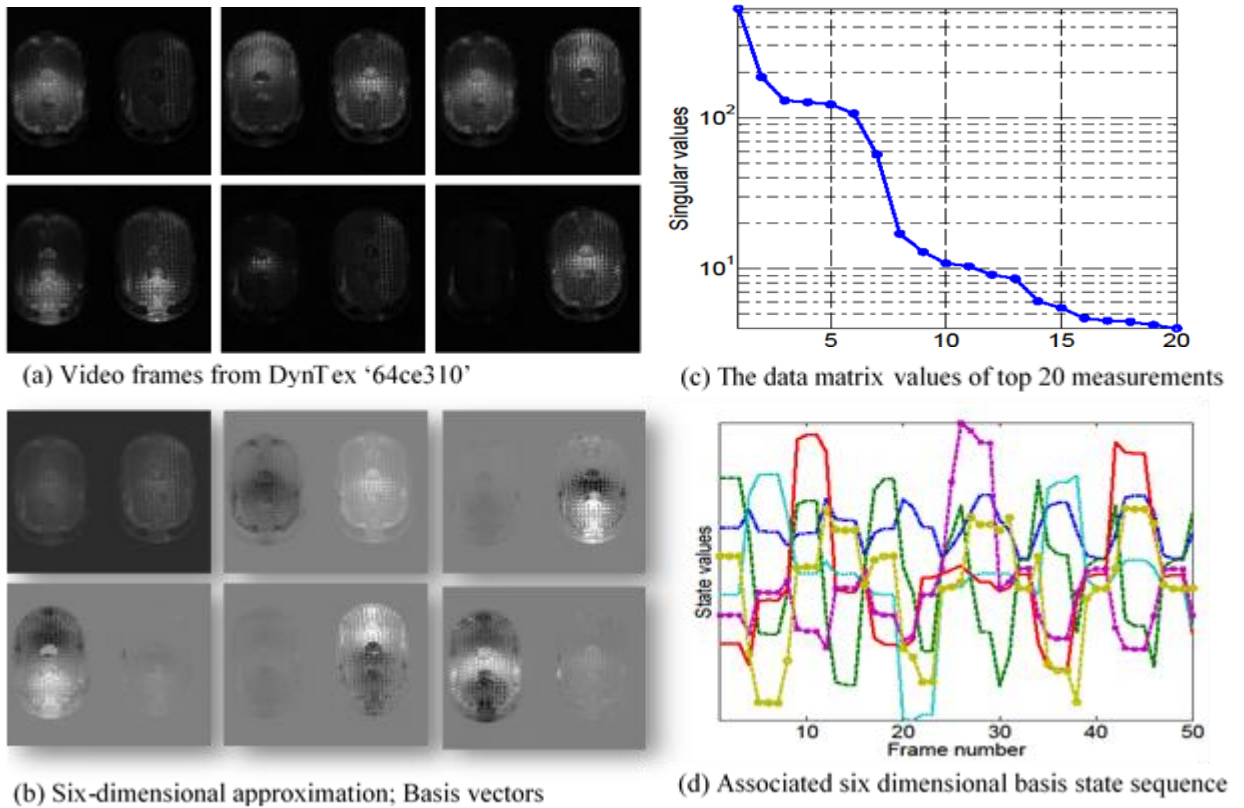 (a) Video frames from DynTex '64ce310'
Singular values
10²
10¹
5
10
15
20
(c) The data matrix values of top 20 measurements
(b) Six-dimensional approximation; Basis vectors
State values
10
20
30
40
50
Frame number
(d) Associated six dimensional basis state sequence